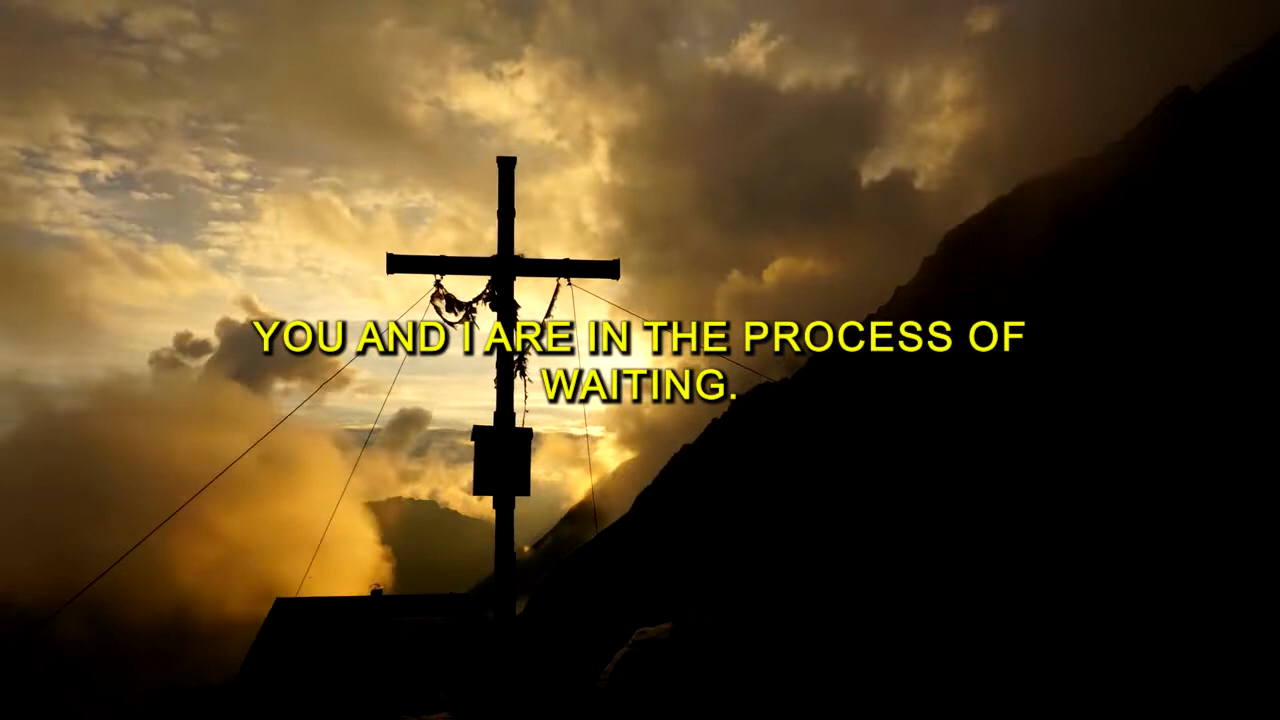 YOU AND I ARE IN THE PROCESS OF
WAITING.